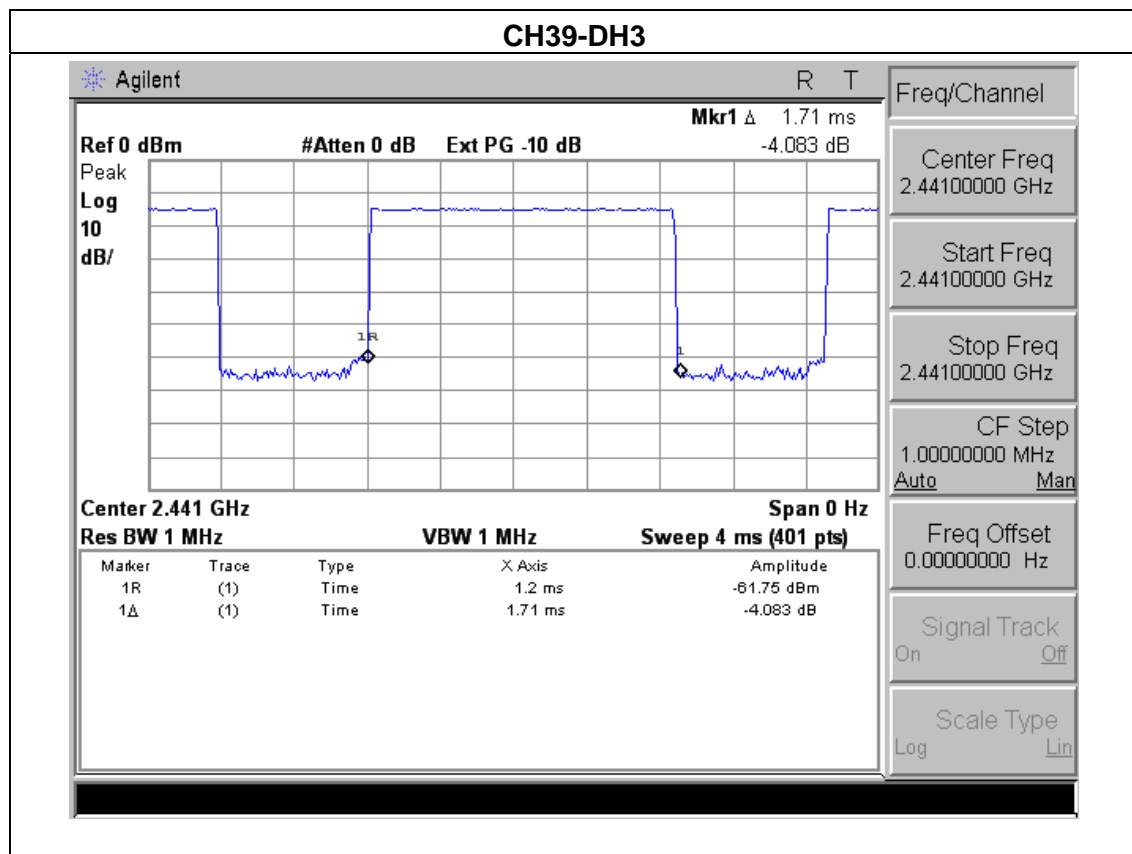 CH39-DH3
Agilent R T
Mkr1 Δ 1.71 ms
Ref 0 dBm #Atten 0 dB Ext PG -10 dB -4.083 dB
Peak
Log
10
dB/
1R
1
Center 2.441 GHz Span 0 Hz
Res BW 1 MHz VBW 1 MHz Sweep 4 ms (401 pts)
Marker Trace Type X Axis Amplitude
1R (1) Time 1.2 ms -61.75 dBm
1Δ (1) Time 1.71 ms -4.083 dB
Freq/Channel
Center Freq
2.44100000 GHz
Start Freq
2.44100000 GHz
Stop Freq
2.44100000 GHz
CF Step
1.00000000 MHz
Auto Man
Freq Offset
0.00000000 Hz
Signal Track
On Off
Scale Type
Log Lin